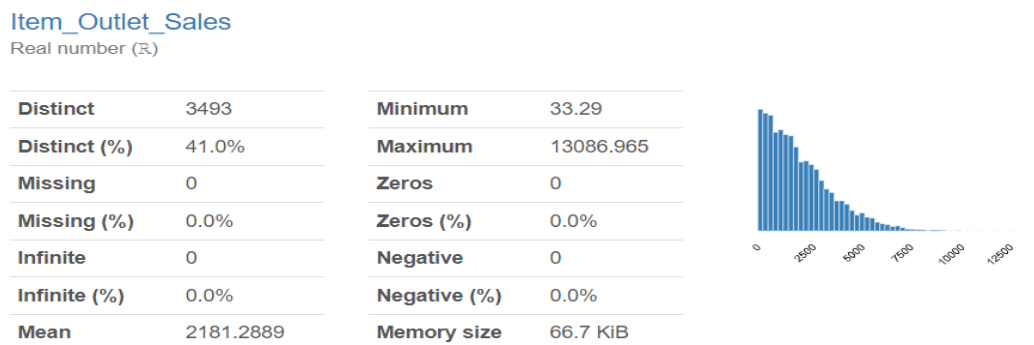 Item_Outlet_Sales
Real number (ℝ)
Distinct 3493
Distinct (%) 41.0%
Missing 0
Missing (%) 0.0%
Infinite 0
Infinite (%) 0.0%
Mean 2181.2889
Minimum 33.29
Maximum 13086.965
Zeros 0
Zeros (%) 0.0%
Negative 0
Negative (%) 0.0%
Memory size 66.7 KiB
0 2500 5000 7500 10000 12500